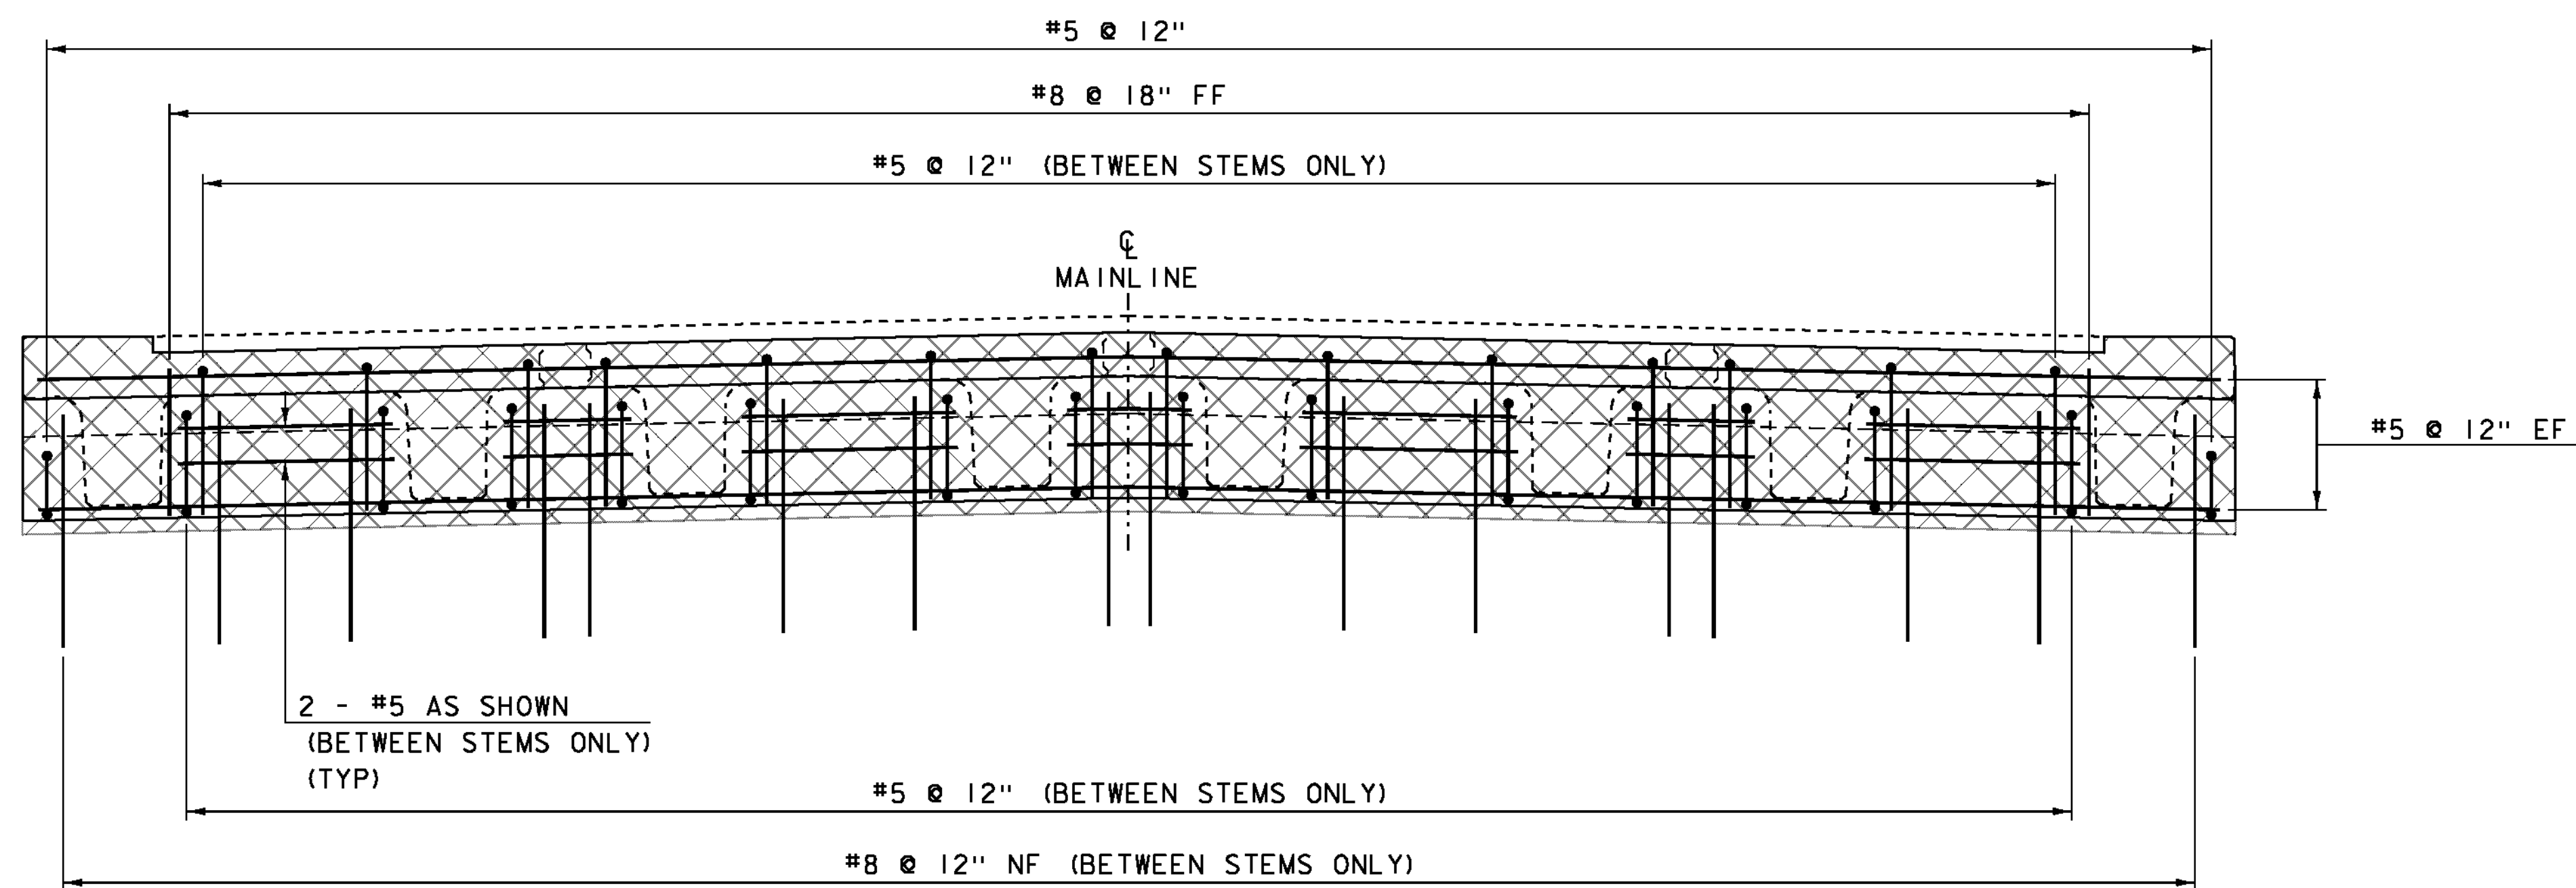 #5 @ 12"
#8 @ 18" FF
#5 @ 12" (BETWEEN STEMS ONLY)
℄
MAINLINE
#5 @ 12" EF
2 - #5 AS SHOWN
(BETWEEN STEMS ONLY)
(TYP)
#5 @ 12" (BETWEEN STEMS ONLY)
#8 @ 12" NF (BETWEEN STEMS ONLY)